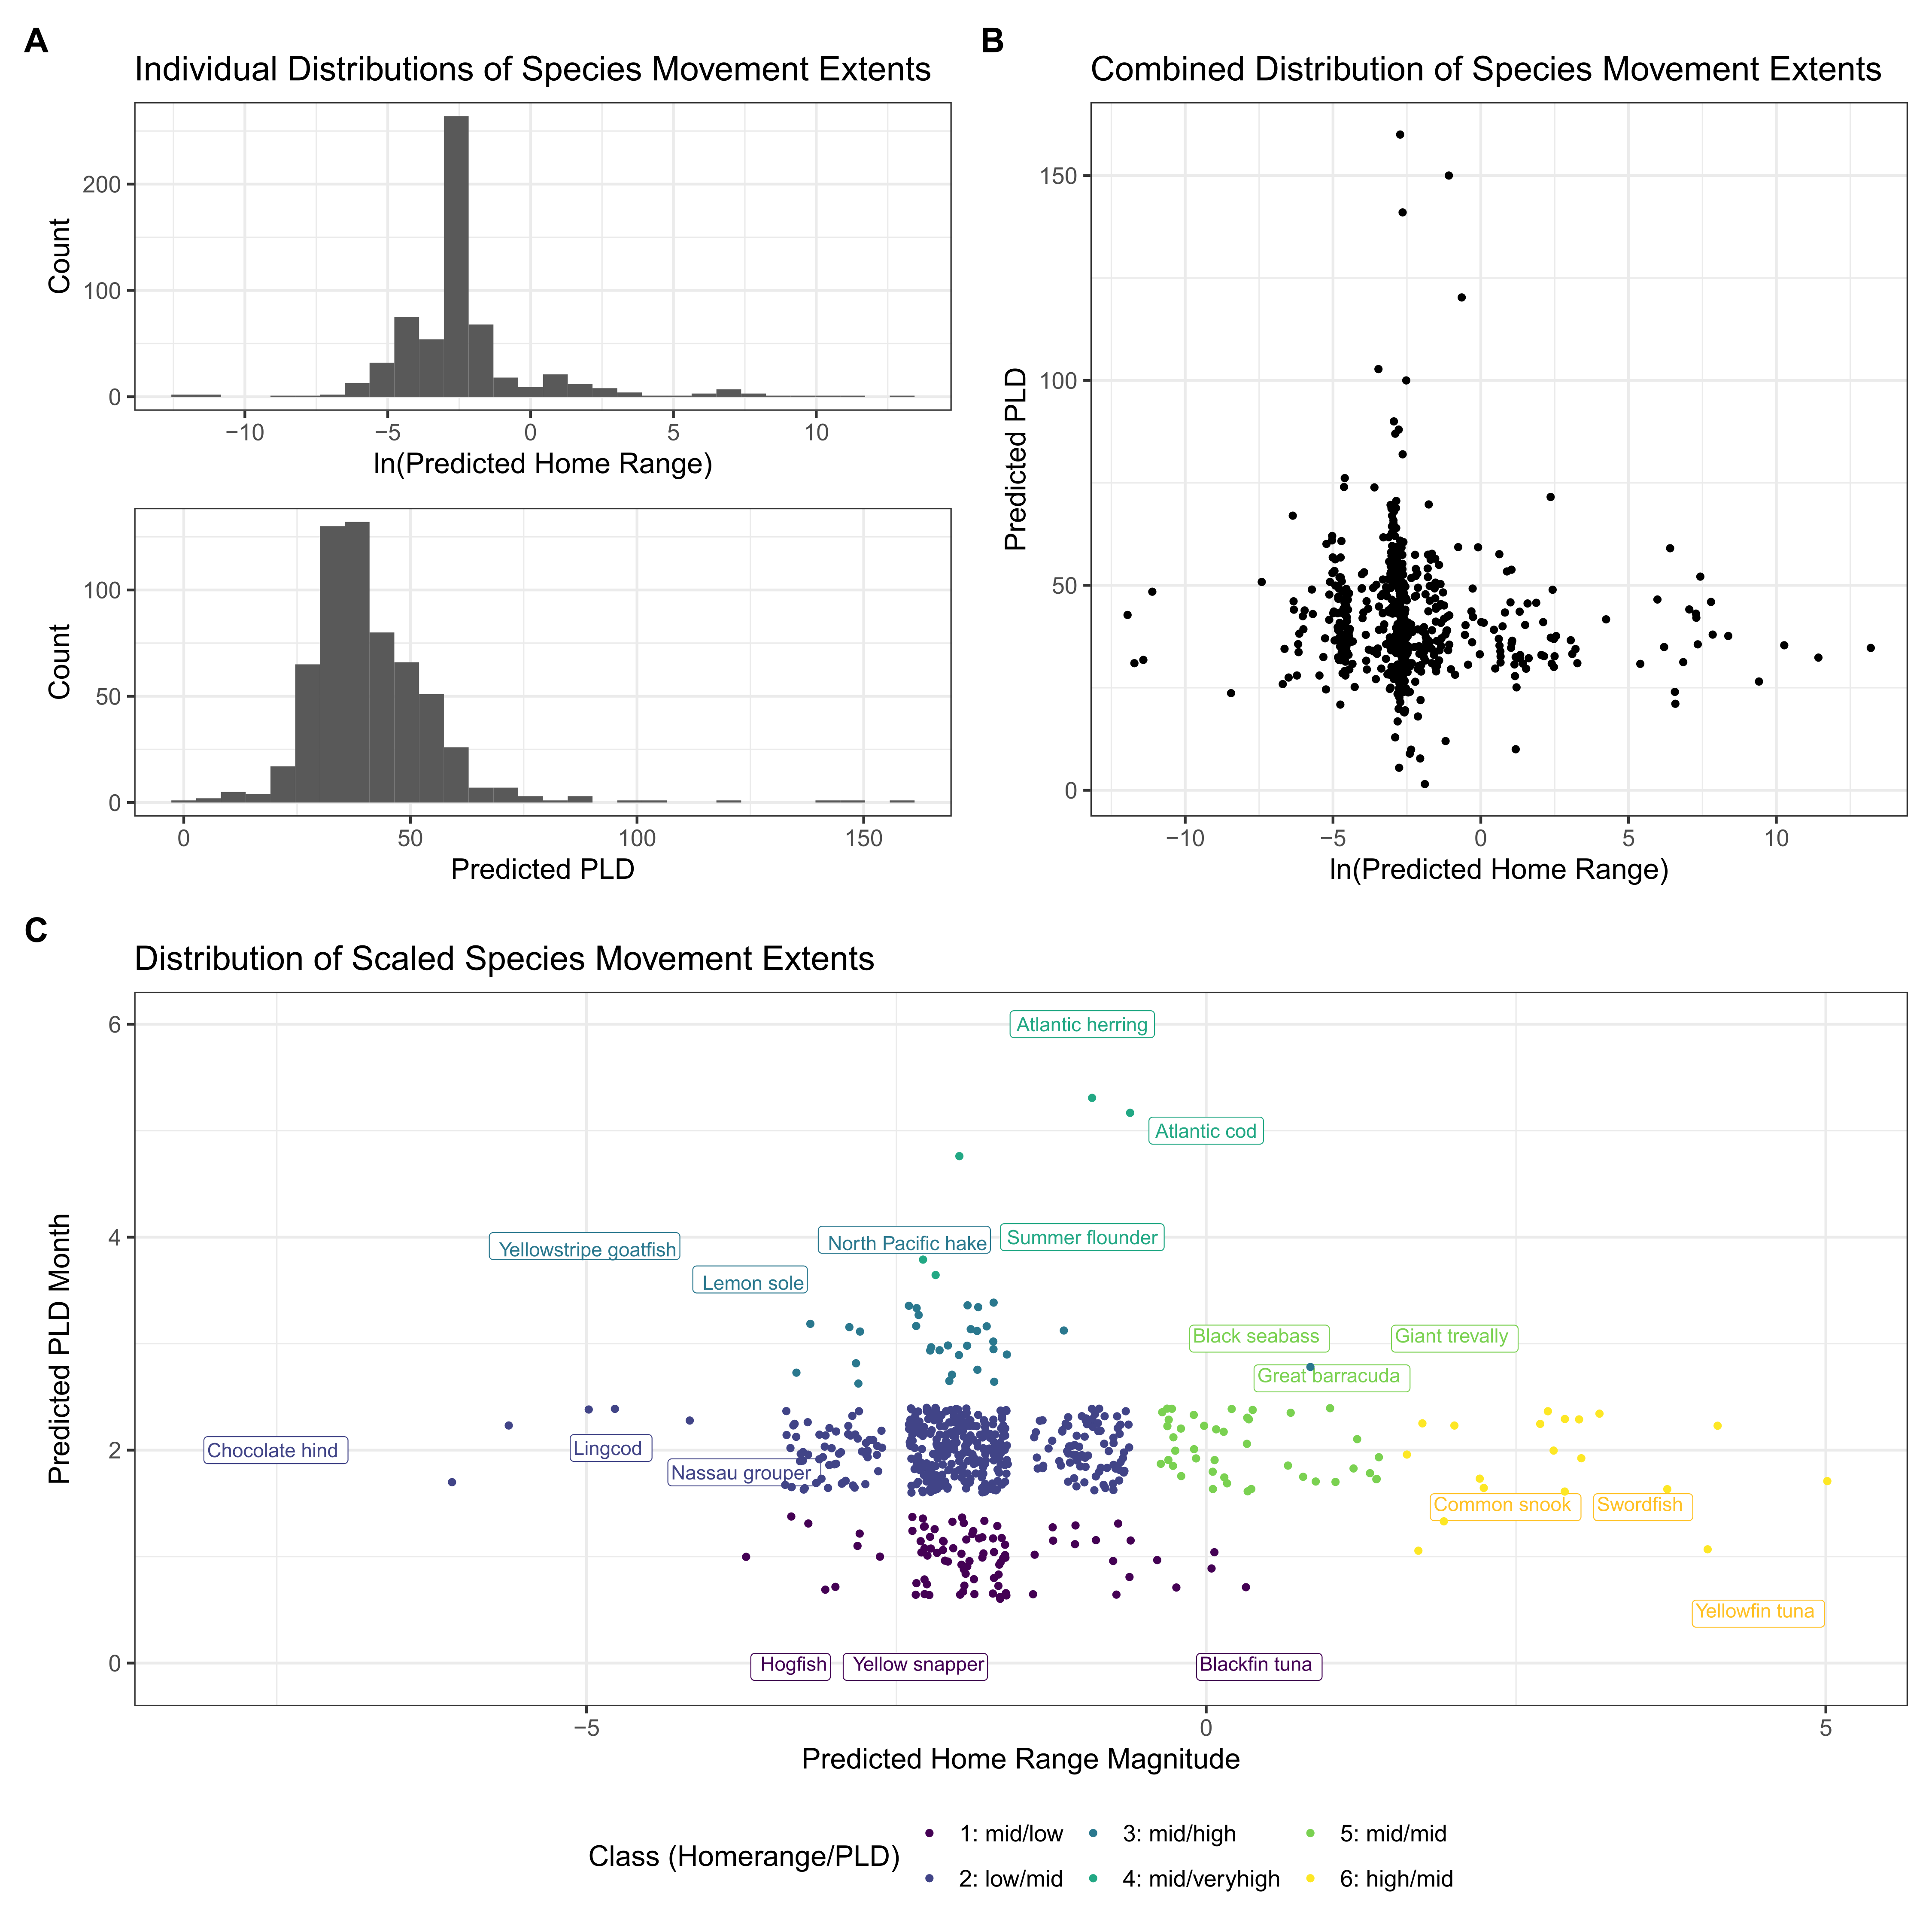 A
Individual Distributions of Species Movement Extents
200
100
0
Count
−10 −5 0 5 10
ln(Predicted Home Range)
100
50
0
Count
0 50 100 150
Predicted PLD
B
Combined Distribution of Species Movement Extents
150
100
50
0
Predicted PLD
−10 −5 0 5 10
ln(Predicted Home Range)
C
Distribution of Scaled Species Movement Extents
6
4
2
0
Predicted PLD Month
Atlantic herring
Atlantic cod
Yellowstripe goatfish
North Pacific hake
Summer flounder
Lemon sole
Black seabass
Giant trevally
Great barracuda
Chocolate hind
Lingcod
Nassau grouper
Common snook
Swordfish
Yellowfin tuna
Hogfish
Yellow snapper
Blackfin tuna
−5 0 5
Predicted Home Range Magnitude
Class (Homerange/PLD)
1: mid/low
2: low/mid
3: mid/high
4: mid/veryhigh
5: mid/mid
6: high/mid